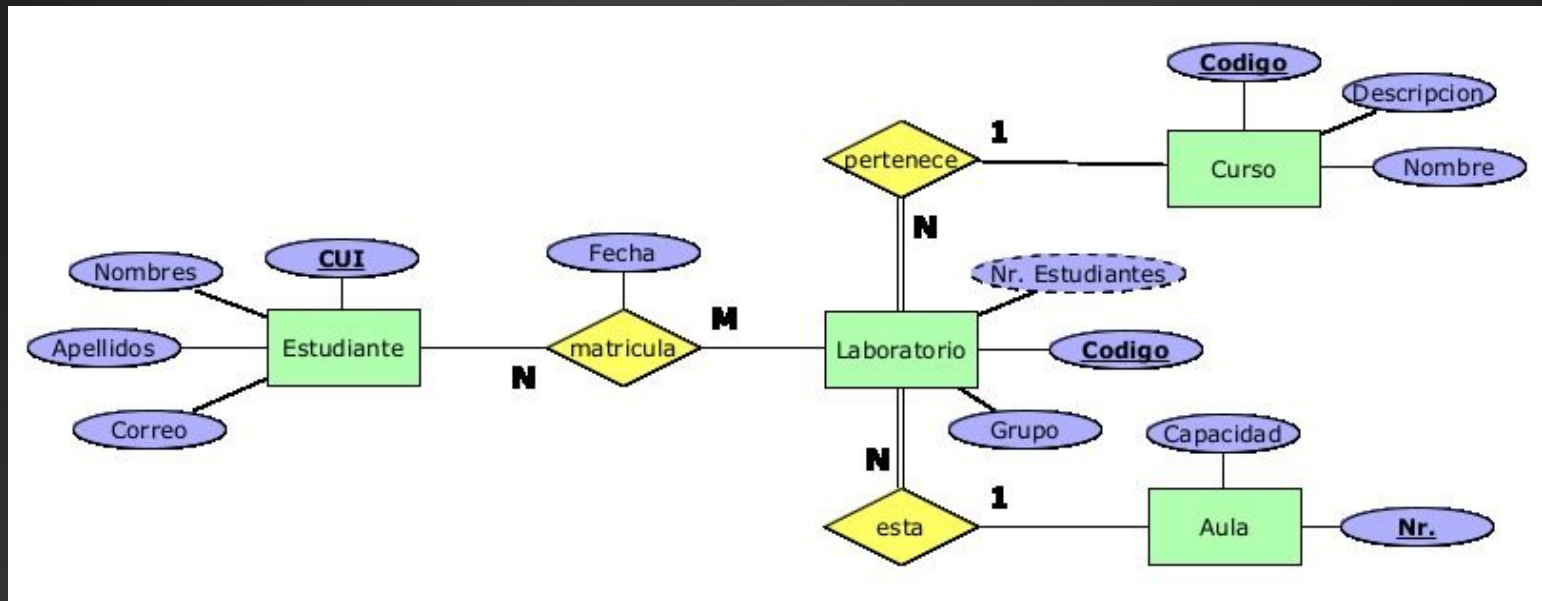 Codigo
Descripcion
1
pertenece
Curso
Nombre
N
CUI
Fecha
Nombres
Nr. Estudiantes
M
Apellidos
Estudiante
matricula
Laboratorio
Codigo
N
Correo
Grupo
Capacidad
N
1
esta
Aula
Nr.